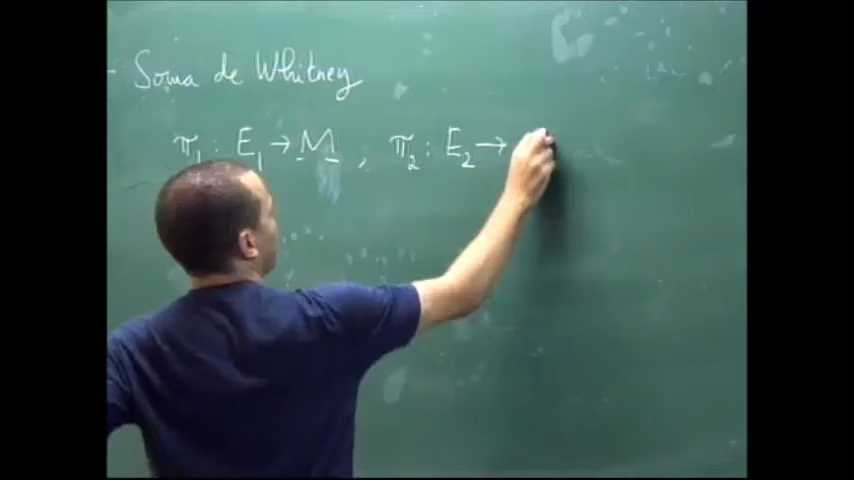 - Soma de Whitney
π₁ : E₁ → M , π₂ : E₂ →